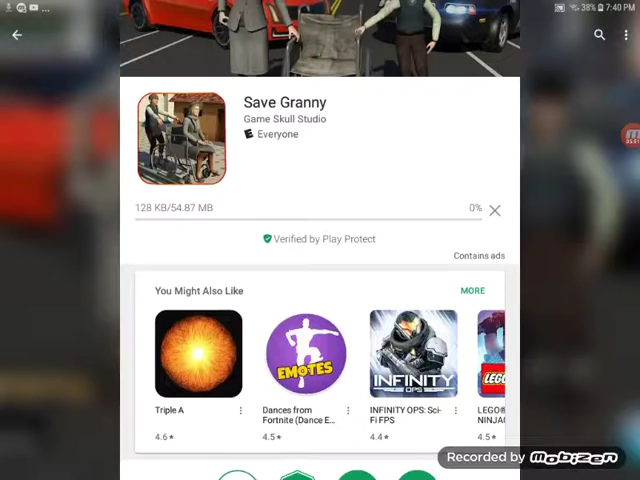 38% 7:40 PM
Save Granny
Game Skull Studio
E Everyone
128 KB/54.87 MB
0%
Verified by Play Protect
Contains ads
You Might Also Like
MORE
EMOTES
INFINITY
OPS
LEGO
Triple A
Dances from
Fortnite (Dance E...
INFINITY OPS: Sci-
Fi FPS
LEGO®
NINJA
4.6★
4.5★
4.4★
4.5★
Recorded by Mobizen